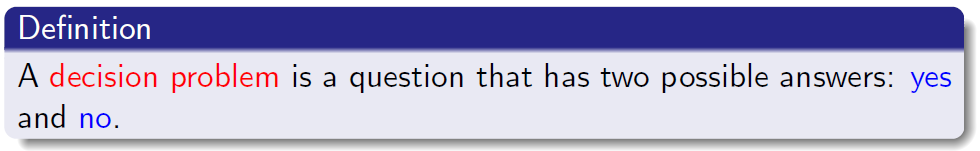 Definition
A decision problem is a question that has two possible answers: yes
and no.